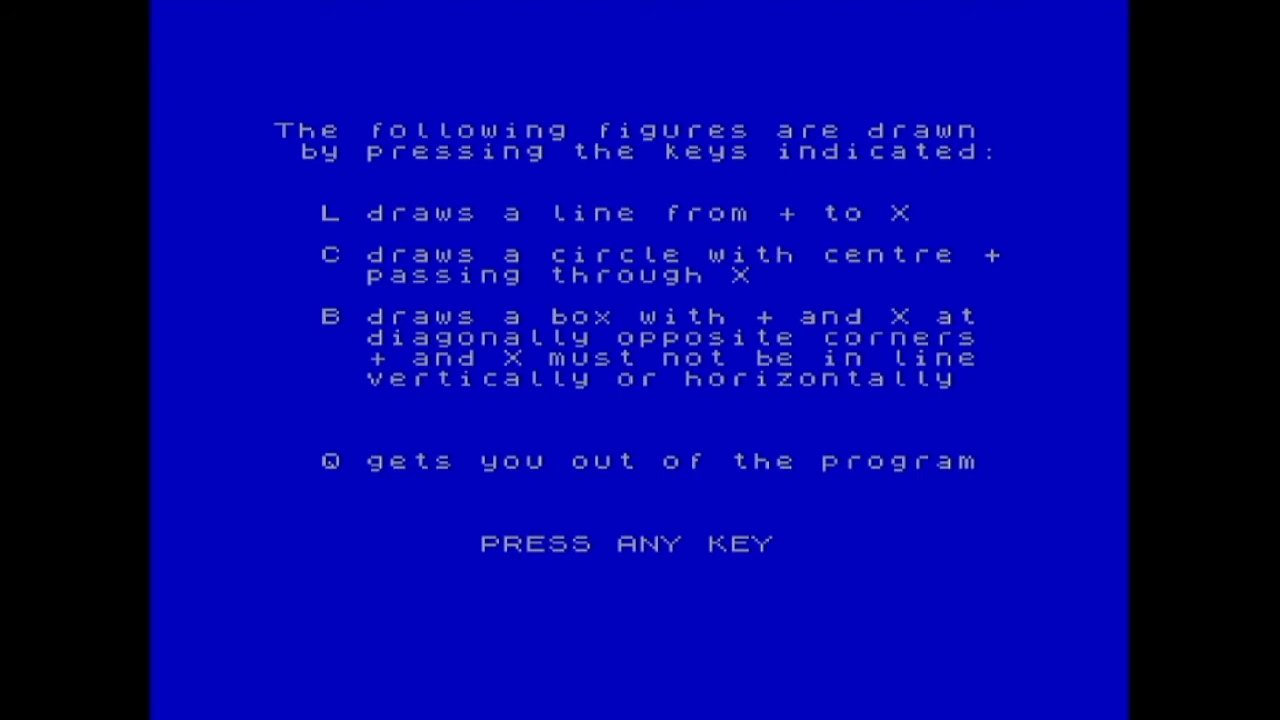 The following figures are drawn
by pressing the keys indicated:
L draws a line from + to X
C draws a circle with centre +
passing through X
B draws a box with + and X at
diagonally opposite corners
+ and X must not be in line
vertically or horizontally
Q gets you out of the program
PRESS ANY KEY